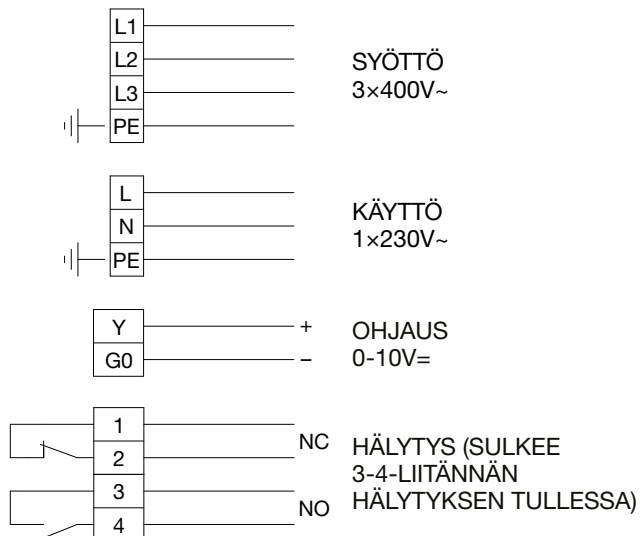 L1
L2
L3
PE
SYÖTTÖ
3×400V~
L
N
PE
KÄYTTÖ
1×230V~
Y
G0
+
−
OHJAUS
0-10V=
1
2
3
4
NC
NO
HÄLYTYS (SULKEE
3-4-LIITÄNNÄN
HÄLYTYKSEN TULLESSA)